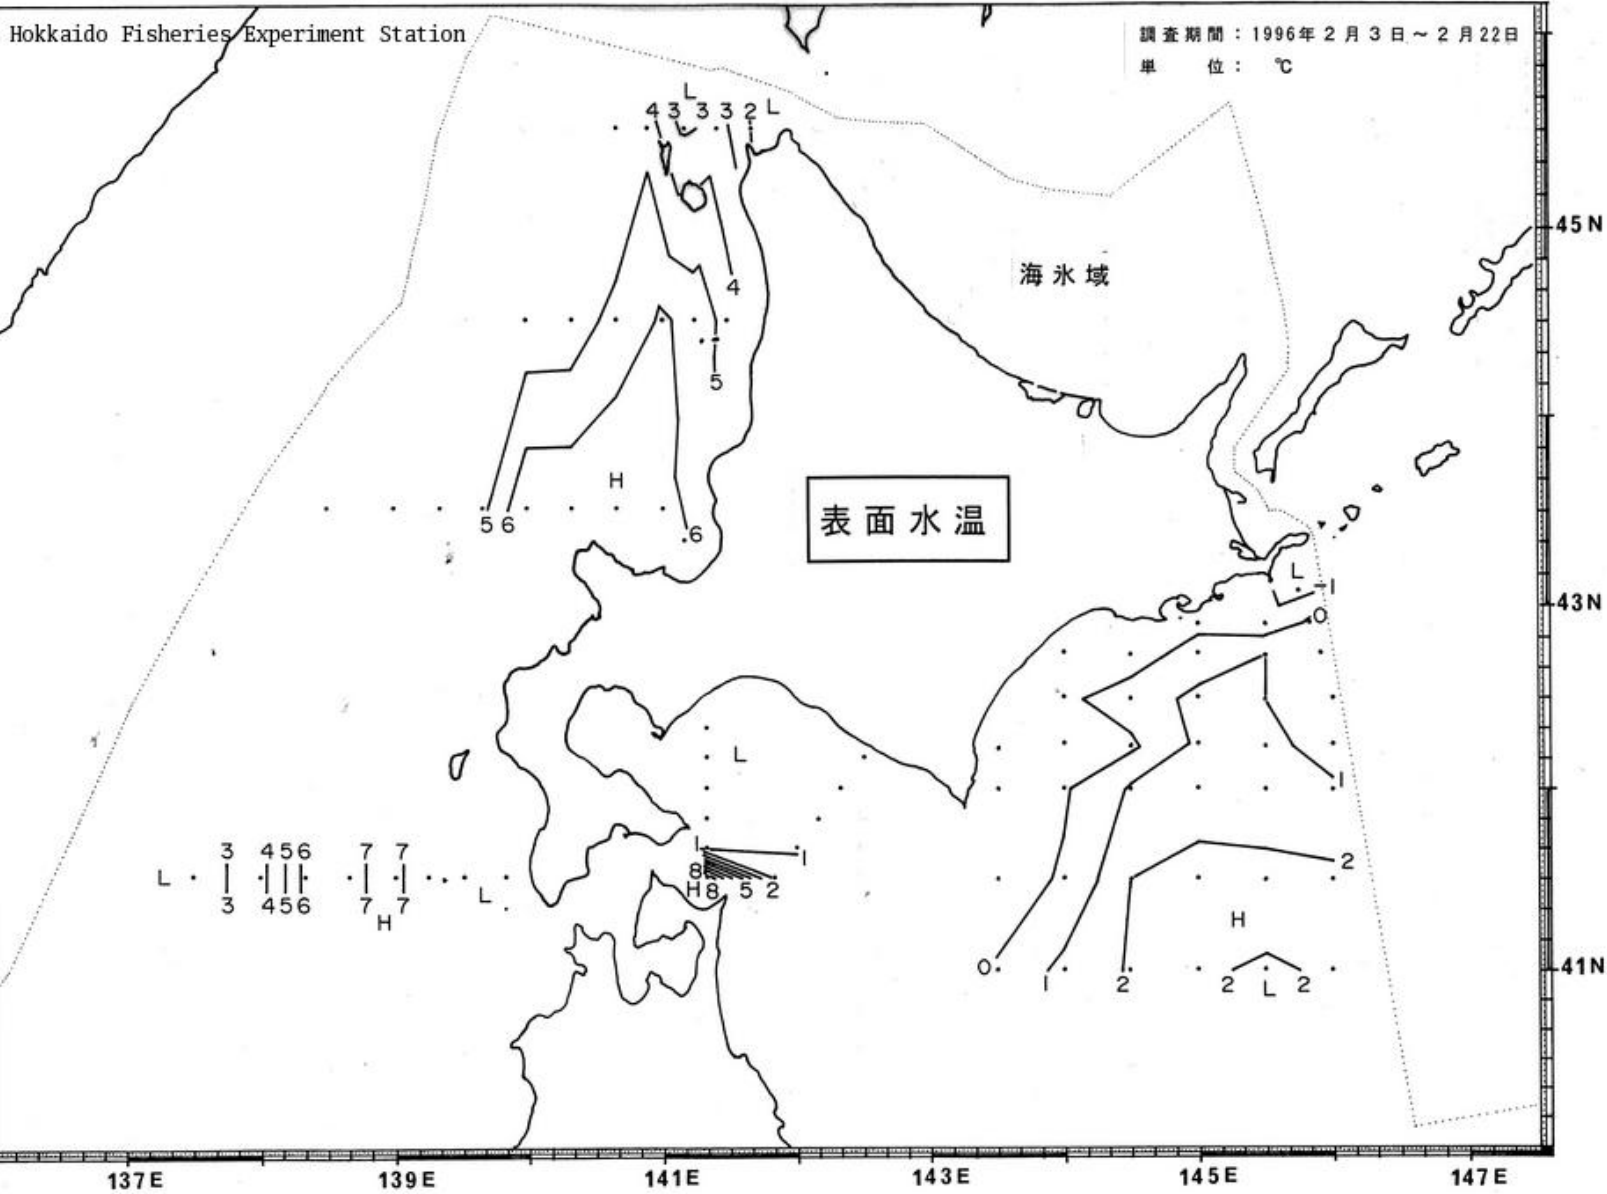 Hokkaido Fisheries Experiment Station
調査期間：1996年2月3日～2月22日
単　　位：　℃
L
4 3 3 3 2 L
45N
海氷域
4
5
H
表面水温
5 6
6
L
-1
43N
0
L
1
1
1
3 4 5 6 7 7
2
L
8
L
H 8 5 2
3 4 5 6 7 7
H
H
0
1 2 2 L 2
41N
137E 139E 141E 143E 145E 147E